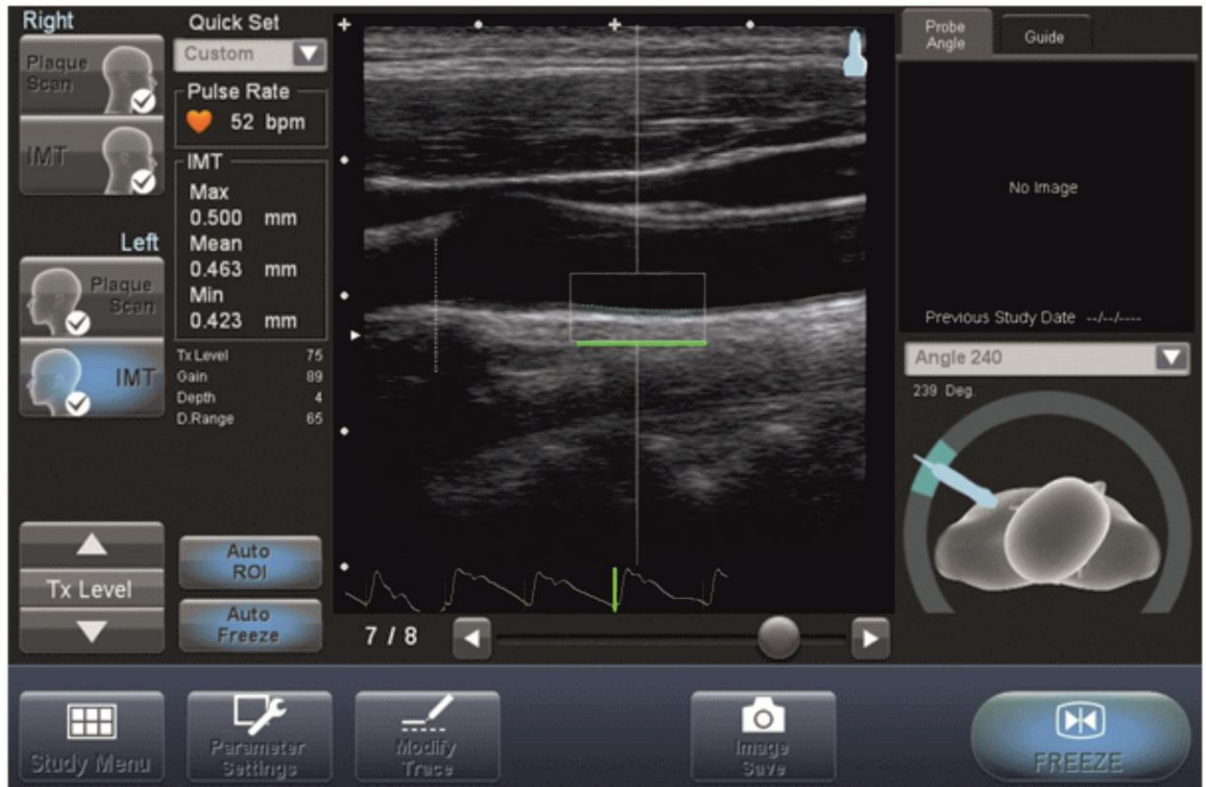 Right
Plaque
Scan
IMT
Left
Plaque
Scan
IMT
Tx Level
Quick Set
Custom
Pulse Rate
52 bpm
IMT
Max
0.500 mm
Mean
0.463 mm
Min
0.423 mm
Tx Level 75
Gain 89
Depth 4
D.Range 65
Auto
ROI
Auto
Freeze
7 / 8
Probe
Angle
Guide
No Image
Previous Study Date --/--/----
Angle 240
239 Deg.
Study Menu
Parameter
Settings
Modify
Trace
Image
Save
FREEZE